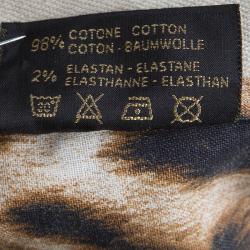 98% COTONE COTTON
COTON - BAUMWOLLE
2% ELASTAN - ELASTANE
ELASTHANNE - ELASTHAN
30°